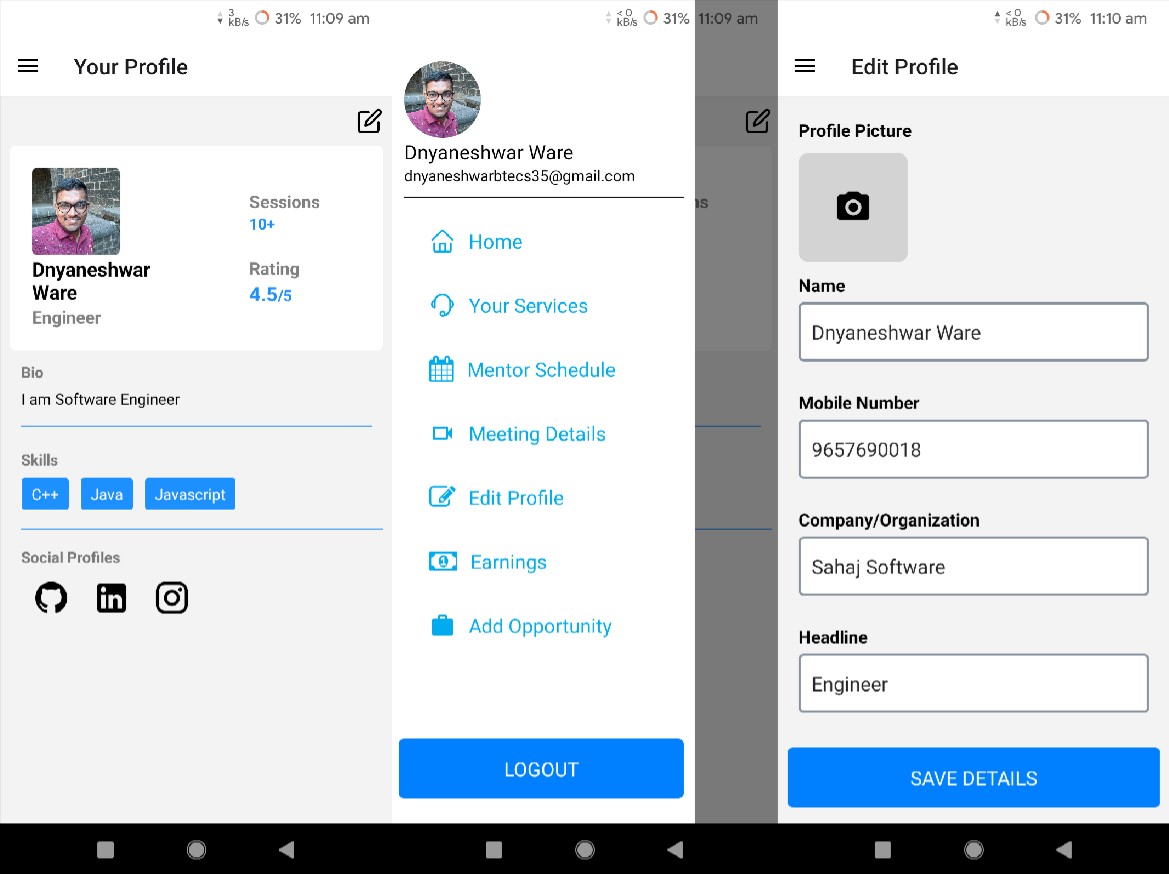 3
kB/s
31%
11:09 am
Your Profile
Sessions
10+
Rating
4.5/5
Dnyaneshwar
Ware
Engineer
Bio
I am Software Engineer
Skills
C++
Java
Javascript
Social Profiles
< 0
kB/s
31%
11:09 am
Dnyaneshwar Ware
dnyaneshwarbtecs35@gmail.com
ns
Home
Your Services
Mentor Schedule
Meeting Details
Edit Profile
Earnings
Add Opportunity
LOGOUT
< 0
kB/s
31%
11:10 am
Edit Profile
Profile Picture
Name
Dnyaneshwar Ware
Mobile Number
9657690018
Company/Organization
Sahaj Software
Headline
Engineer
SAVE DETAILS